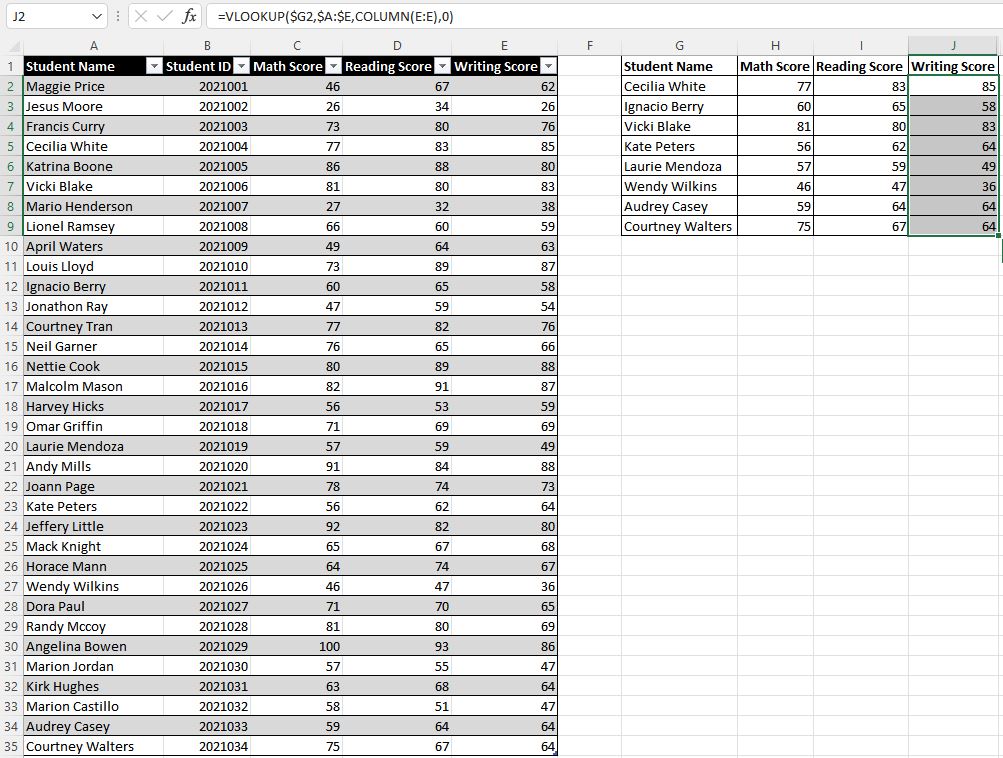 J2 fx =VLOOKUP($G2,$A:$E,COLUMN(E:E),0)
A B C D E F G H I J
1 Student Name Student ID Math Score Reading Score Writing Score Student Name Math Score Reading Score Writing Score
2 Maggie Price 2021001 46 67 62 Cecilia White 77 83 85
3 Jesus Moore 2021002 26 34 26 Ignacio Berry 60 65 58
4 Francis Curry 2021003 73 80 76 Vicki Blake 81 80 83
5 Cecilia White 2021004 77 83 85 Kate Peters 56 62 64
6 Katrina Boone 2021005 86 88 80 Laurie Mendoza 57 59 49
7 Vicki Blake 2021006 81 80 83 Wendy Wilkins 46 47 36
8 Mario Henderson 2021007 27 32 38 Audrey Casey 59 64 64
9 Lionel Ramsey 2021008 66 60 59 Courtney Walters 75 67 64
10 April Waters 2021009 49 64 63
11 Louis Lloyd 2021010 73 89 87
12 Ignacio Berry 2021011 60 65 58
13 Jonathon Ray 2021012 47 59 54
14 Courtney Tran 2021013 77 82 76
15 Neil Garner 2021014 76 65 66
16 Nettie Cook 2021015 80 89 88
17 Malcolm Mason 2021016 82 91 87
18 Harvey Hicks 2021017 56 53 59
19 Omar Griffin 2021018 71 69 69
20 Laurie Mendoza 2021019 57 59 49
21 Andy Mills 2021020 91 84 88
22 Joann Page 2021021 78 74 73
23 Kate Peters 2021022 56 62 64
24 Jeffery Little 2021023 92 82 80
25 Mack Knight 2021024 65 67 68
26 Horace Mann 2021025 64 74 67
27 Wendy Wilkins 2021026 46 47 36
28 Dora Paul 2021027 71 70 65
29 Randy Mccoy 2021028 81 80 69
30 Angelina Bowen 2021029 100 93 86
31 Marion Jordan 2021030 57 55 47
32 Kirk Hughes 2021031 63 68 64
33 Marion Castillo 2021032 58 51 47
34 Audrey Casey 2021033 59 64 64
35 Courtney Walters 2021034 75 67 64